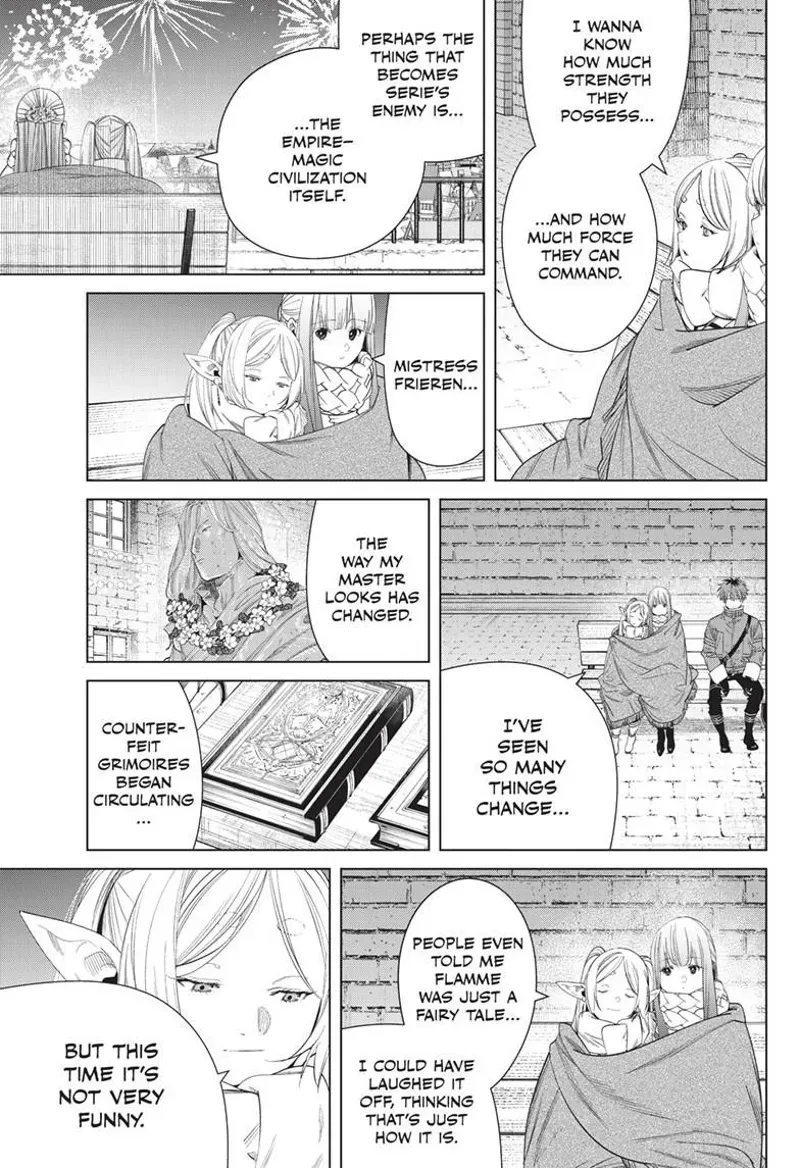 I WANNA
KNOW
HOW MUCH
STRENGTH
THEY
POSSESS...
...AND HOW
MUCH FORCE
THEY CAN
COMMAND.
PERHAPS THE
THING THAT
BECOMES
SERIE'S
ENEMY IS...
...THE
EMPIRE–
MAGIC
CIVILIZATION
ITSELF.
MISTRESS
FRIEREN...
I'VE
SEEN
SO MANY
THINGS
CHANGE...
THE
WAY MY
MASTER
LOOKS HAS
CHANGED.
COUNTER-
FEIT
GRIMOIRES
BEGAN
CIRCULATING
...
PEOPLE EVEN
TOLD ME
FLAMME
WAS JUST A
FAIRY TALE...
I COULD HAVE
LAUGHED IT
OFF, THINKING
THAT'S JUST
HOW IT IS.
BUT THIS
TIME IT'S
NOT VERY
FUNNY.